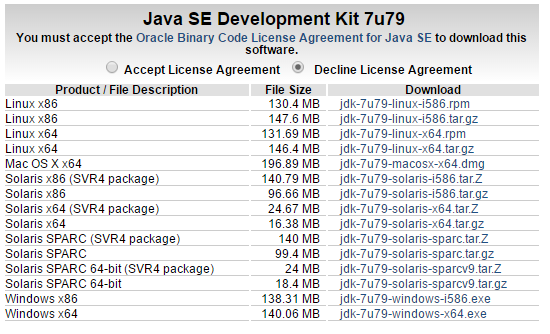 Java SE Development Kit 7u79
You must accept the Oracle Binary Code License Agreement for Java SE to download this
software.
Accept License Agreement Decline License Agreement
Product / File Description File Size Download
Linux x86 130.4 MB jdk-7u79-linux-i586.rpm
Linux x86 147.6 MB jdk-7u79-linux-i586.tar.gz
Linux x64 131.69 MB jdk-7u79-linux-x64.rpm
Linux x64 146.4 MB jdk-7u79-linux-x64.tar.gz
Mac OS X x64 196.89 MB jdk-7u79-macosx-x64.dmg
Solaris x86 (SVR4 package) 140.79 MB jdk-7u79-solaris-i586.tar.Z
Solaris x86 96.66 MB jdk-7u79-solaris-i586.tar.gz
Solaris x64 (SVR4 package) 24.67 MB jdk-7u79-solaris-x64.tar.Z
Solaris x64 16.38 MB jdk-7u79-solaris-x64.tar.gz
Solaris SPARC (SVR4 package) 140 MB jdk-7u79-solaris-sparc.tar.Z
Solaris SPARC 99.4 MB jdk-7u79-solaris-sparc.tar.gz
Solaris SPARC 64-bit (SVR4 package) 24 MB jdk-7u79-solaris-sparcv9.tar.Z
Solaris SPARC 64-bit 18.4 MB jdk-7u79-solaris-sparcv9.tar.gz
Windows x86 138.31 MB jdk-7u79-windows-i586.exe
Windows x64 140.06 MB jdk-7u79-windows-x64.exe